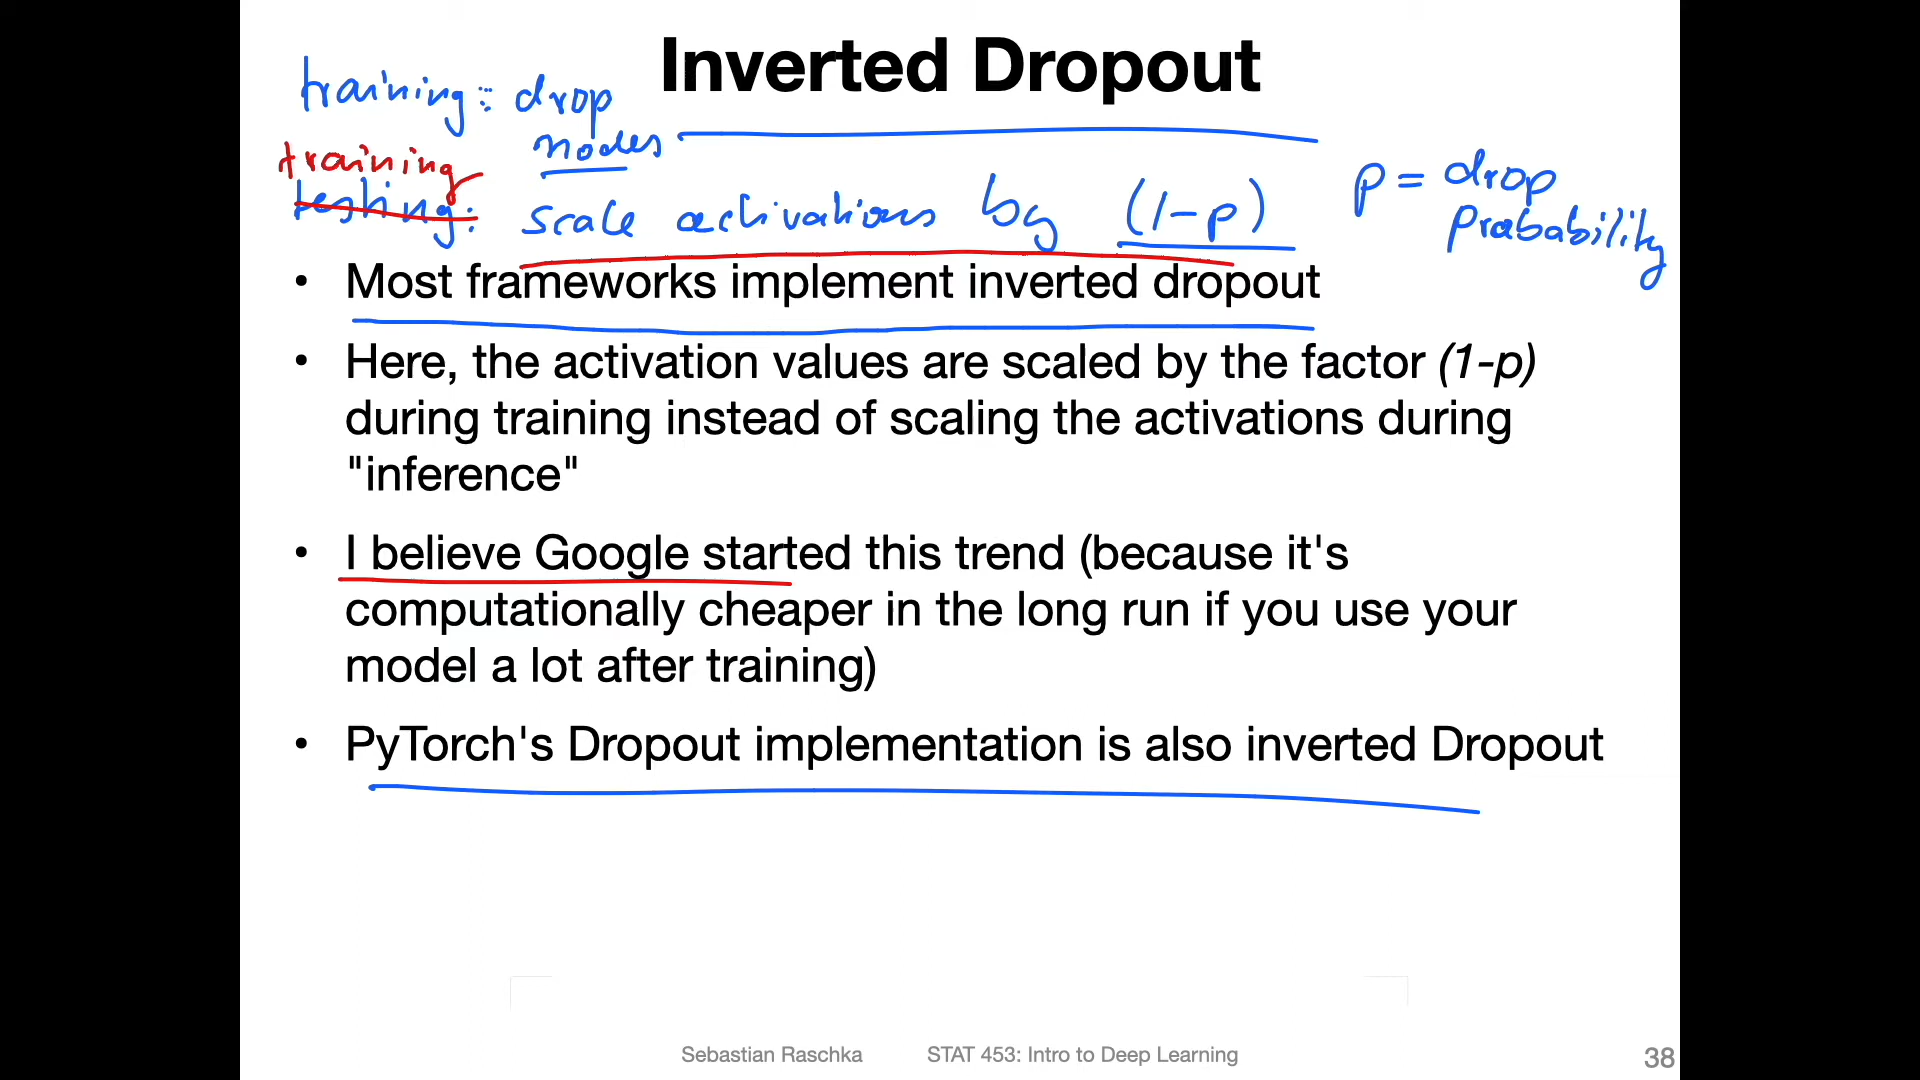 Inverted Dropout
training: drop
nodes
training
testing: scale activations by (1-p)
p = drop
probability
• Most frameworks implement inverted dropout
• Here, the activation values are scaled by the factor (1-p)
during training instead of scaling the activations during
"inference"
• I believe Google started this trend (because it's
computationally cheaper in the long run if you use your
model a lot after training)
• PyTorch's Dropout implementation is also inverted Dropout
Sebastian Raschka STAT 453: Intro to Deep Learning 38